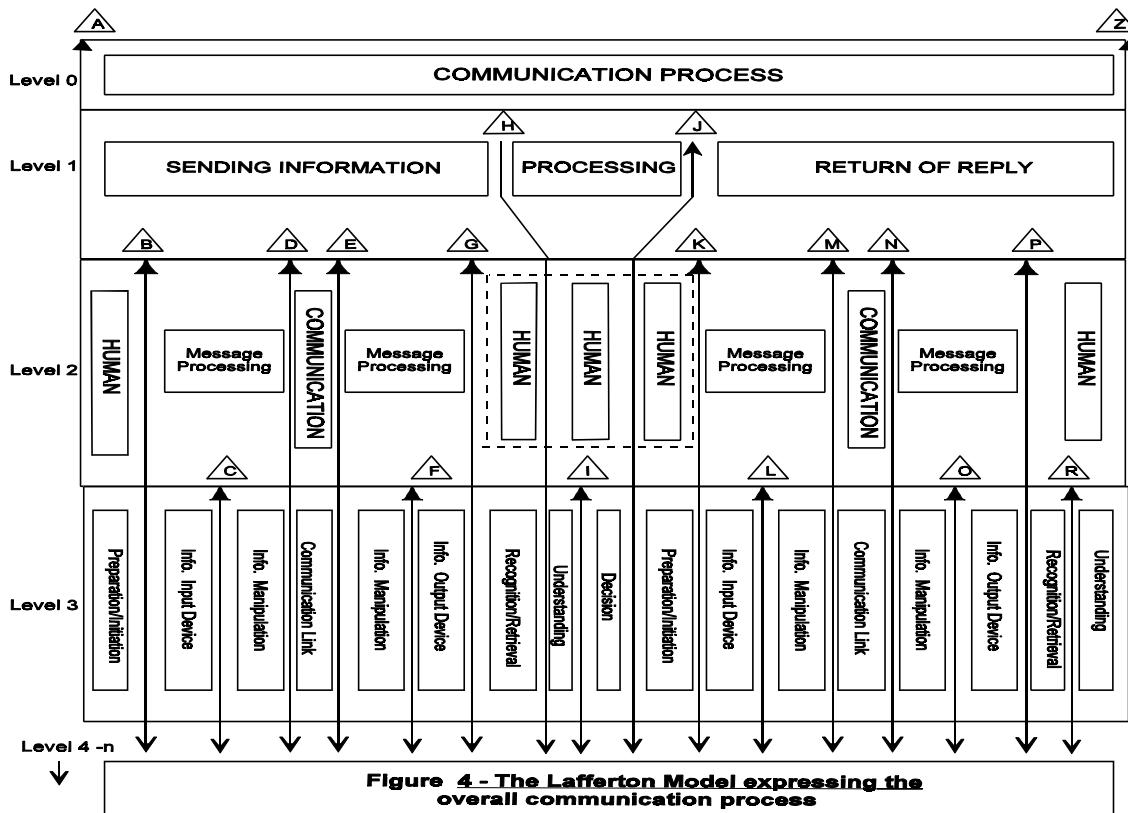 A Z
Level 0
COMMUNICATION PROCESS
H J
Level 1
SENDING INFORMATION
PROCESSING
RETURN OF REPLY
B D E G K M N P
Level 2
HUMAN
Message
Processing
COMMUNICATION
Message
Processing
HUMAN
HUMAN
HUMAN
Message
Processing
COMMUNICATION
Message
Processing
HUMAN
C F I L O R
Level 3
Preparation/Initiation
Info. Input Device
Info. Manipulation
Communication Link
Info. Manipulation
Info. Output Device
Recognition/Retrieval
Understanding
Decision
Preparation/Initiation
Info. Input Device
Info. Manipulation
Communication Link
Info. Manipulation
Info. Output Device
Recognition/Retrieval
Understanding
Level 4 -n
Figure 4 - The Lafferton Model expressing the
overall communication process